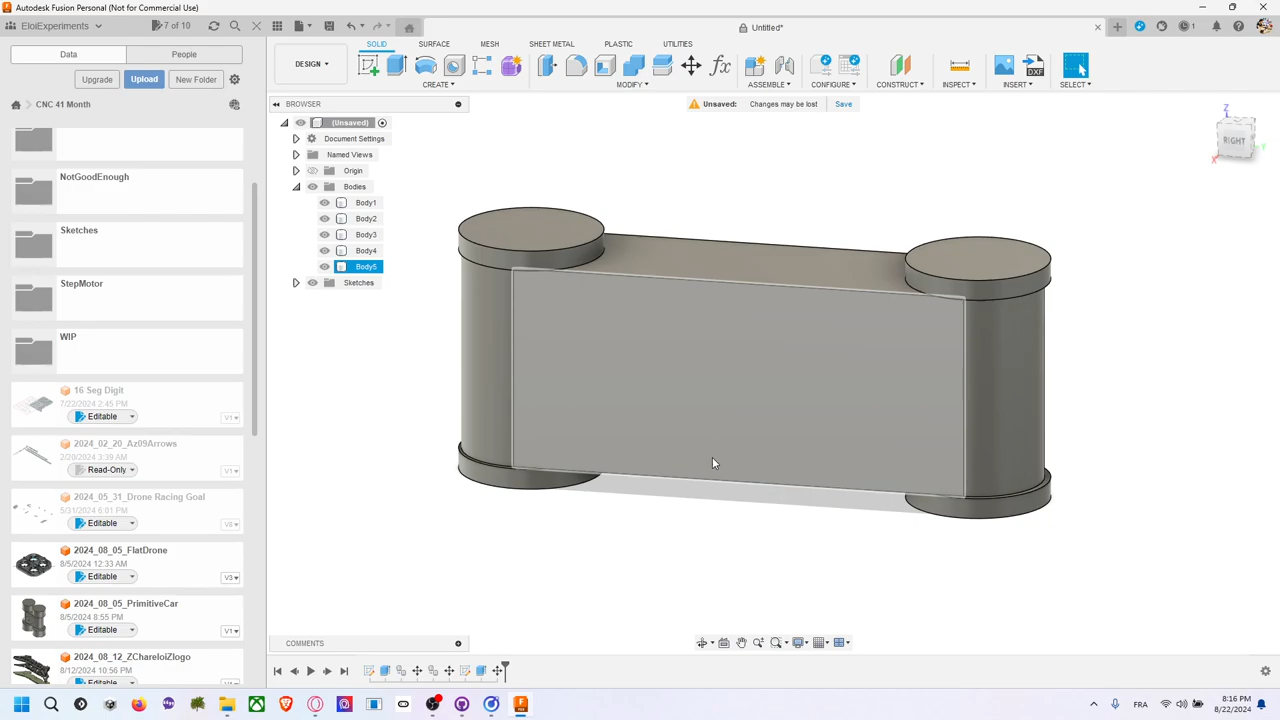 Autodesk Fusion Personal (Not for Commercial Use)
EloiExperiments
7 of 10
Untitled*
1
Data
People
SOLID
SURFACE
MESH
SHEET METAL
PLASTIC
UTILITIES
DESIGN
CREATE
MODIFY
ASSEMBLE
CONFIGURE
CONSTRUCT
INSPECT
INSERT
SELECT
Upgrade
Upload
New Folder
CNC 41 Month
BROWSER
Unsaved:
Changes may be lost
Save
(Unsaved)
Document Settings
Named Views
Origin
Bodies
Body1
Body2
Body3
Body4
Body5
Sketches
Z
RIGHT
X
Y
NotGoodEnough
Sketches
StepMotor
WIP
16 Seg Digit
7/22/2024 2:45 PM
Editable
V1
2024_02_20_Az09Arrows
2/20/2024 3:39 AM
Read-Only
V1
2024_05_31_Drone Racing Goal
5/31/2024 6:01 PM
Editable
V8
2024_08_05_FlatDrone
8/5/2024 12:33 AM
Editable
V3
2024_08_05_PrimitiveCar
8/5/2024 8:55 PM
Editable
V1
2024_08_12_ZChareloiZlogo
8/12/2024 10:56 PM
Editable
COMMENTS
FRA
8:16 PM
8/22/2024